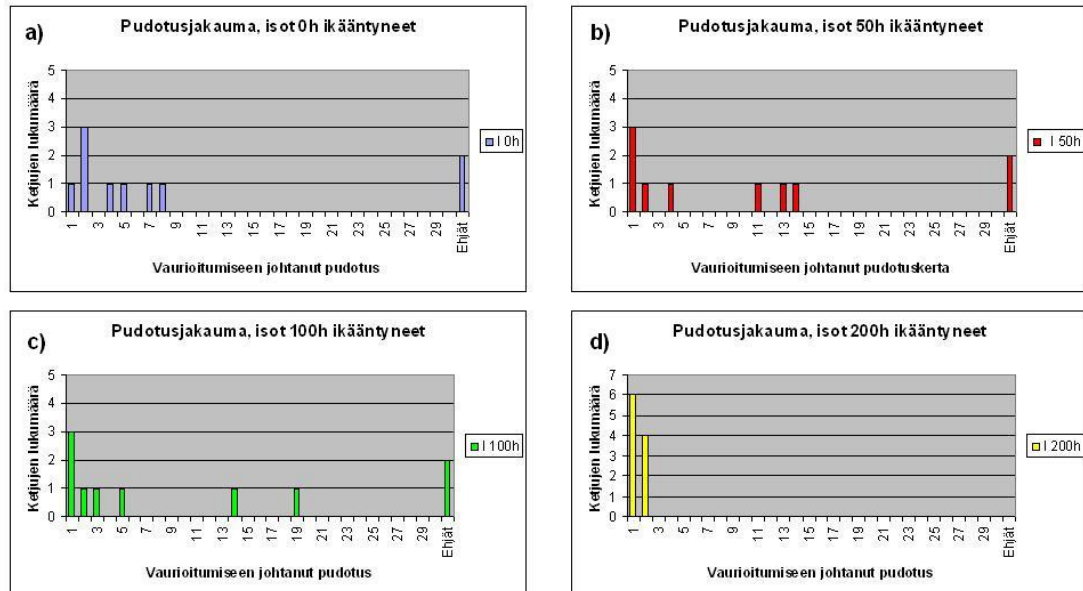 a)
Pudotusjakauma, isot 0h ikääntyneet
Ketjujen lukumäärä
5
4
3
2
1
0
1 3 5 7 9 11 13 15 17 19 21 23 25 27 29 Ehjät
Vaurioitumiseen johtanut pudotus
I 0h
b)
Pudotusjakauma, isot 50h ikääntyneet
Ketjujen lukumäärä
5
4
3
2
1
0
1 3 5 7 9 11 13 15 17 19 21 23 25 27 29 Ehjät
Vaurioitumiseen johtanut pudotuskerta
I 50h
c)
Pudotusjakauma, isot 100h ikääntyneet
Ketjujen lukumäärä
5
4
3
2
1
0
1 3 5 7 9 11 13 15 17 19 21 23 25 27 29 Ehjät
Vaurioitumiseen johtanut pudotus
I 100h
d)
Pudotusjakauma, isot 200h ikääntyneet
Ketjujen lukumäärä
7
6
5
4
3
2
1
0
1 3 5 7 9 11 13 15 17 19 21 23 25 27 29 Ehjät
Vaurioitumiseen johtanut pudotus
I 200h